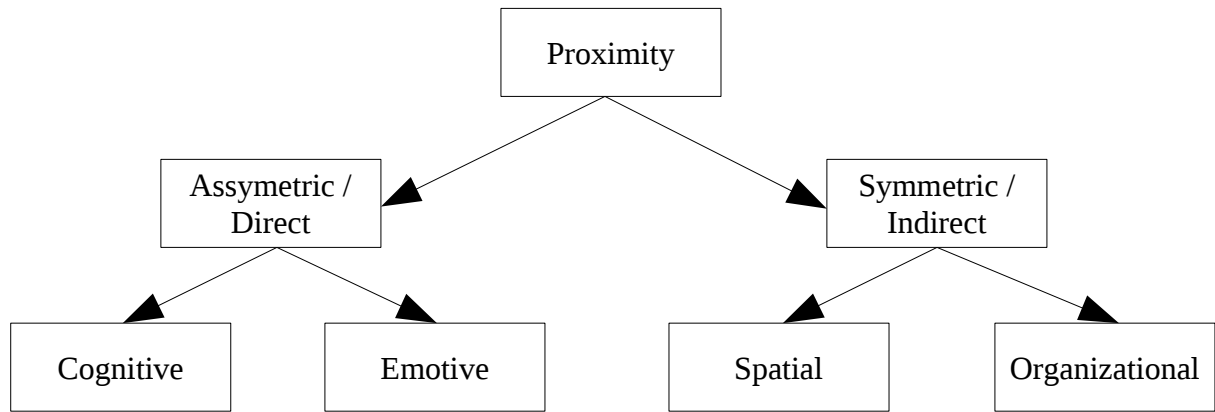 Proximity
Assymetric /
Direct
Symmetric /
Indirect
Cognitive
Emotive
Spatial
Organizational